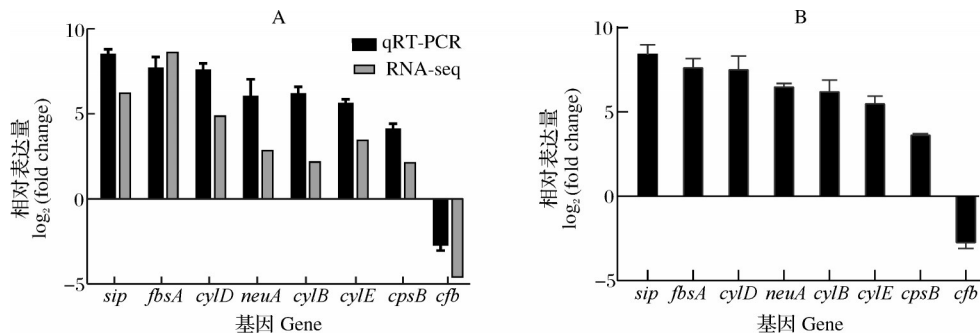 A
10
5
0
−5
相对表达量
log₂ (fold change)
qRT-PCR
RNA-seq
sip fbsA cylD neuA cylB cylE cpsB cfb
基因 Gene
B
10
5
0
−5
相对表达量
log₂ (fold change)
sip fbsA cylD neuA cylB cylE cpsB cfb
基因 Gene